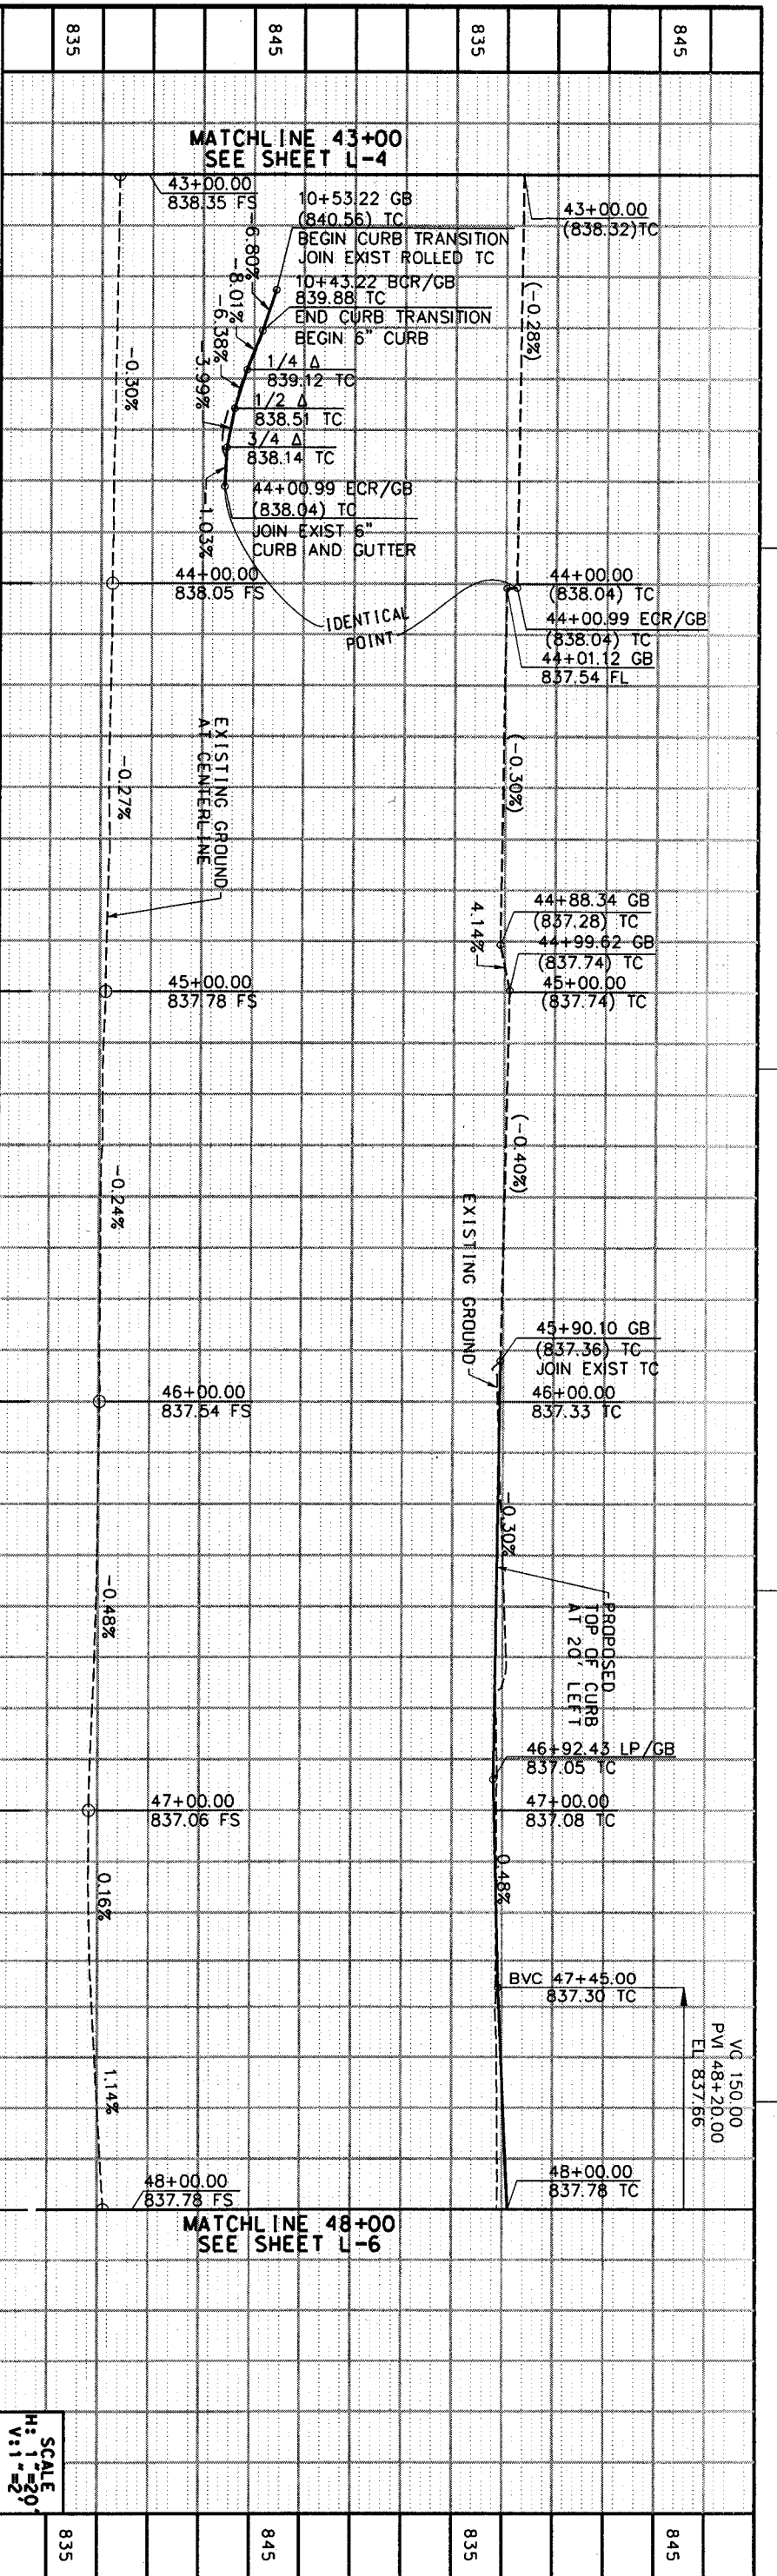 835
845
835
845
MATCHLINE 43+00
SEE SHEET L-4
43+00.00
838.35 FS
43+00.00
(838.32)TC
10+53.22 GB
(840.56) TC
BEGIN CURB TRANSITION
JOIN EXIST ROLLED TC
10+43.22 BCR/GB
839.88 TC
END CURB TRANSITION
BEGIN 6" CURB
-6.80%
-8.01%
-6.38%
-3.99%
-1.03%
1/4 Δ
839.12 TC
1/2 Δ
838.51 TC
3/4 Δ
838.14 TC
44+00.99 ECR/GB
(838.04) TC
JOIN EXIST 6"
CURB AND GUTTER
-0.30%
(-0.28%)
44+00.00
838.05 FS
IDENTICAL
POINT
44+00.00
(838.04) TC
44+00.99 ECR/GB
(838.04) TC
44+01.12 GB
837.54 FL
EXISTING GROUND
AT CENTERLINE
-0.27%
(-0.30%)
4.14%
44+88.34 GB
(837.28) TC
44+99.62 GB
(837.74) TC
45+00.00
(837.74) TC
45+00.00
837.78 FS
-0.24%
(-0.40%)
EXISTING GROUND
45+90.10 GB
(837.36) TC
JOIN EXIST TC
46+00.00
837.33 TC
46+00.00
837.54 FS
-0.30%
-0.48%
PROPOSED
TOP OF CURB
AT 20' LEFT
46+92.43 LP/GB
837.05 TC
47+00.00
837.08 TC
47+00.00
837.06 FS
0.16%
0.48%
BVC 47+45.00
837.30 TC
VC 150.00
PVI 48+20.00
EL 837.66
1.14%
48+00.00
837.78 FS
48+00.00
837.78 TC
MATCHLINE 48+00
SEE SHEET L-6
SCALE
H: 1"=20'
V: 1"=2'
835
845
835
845